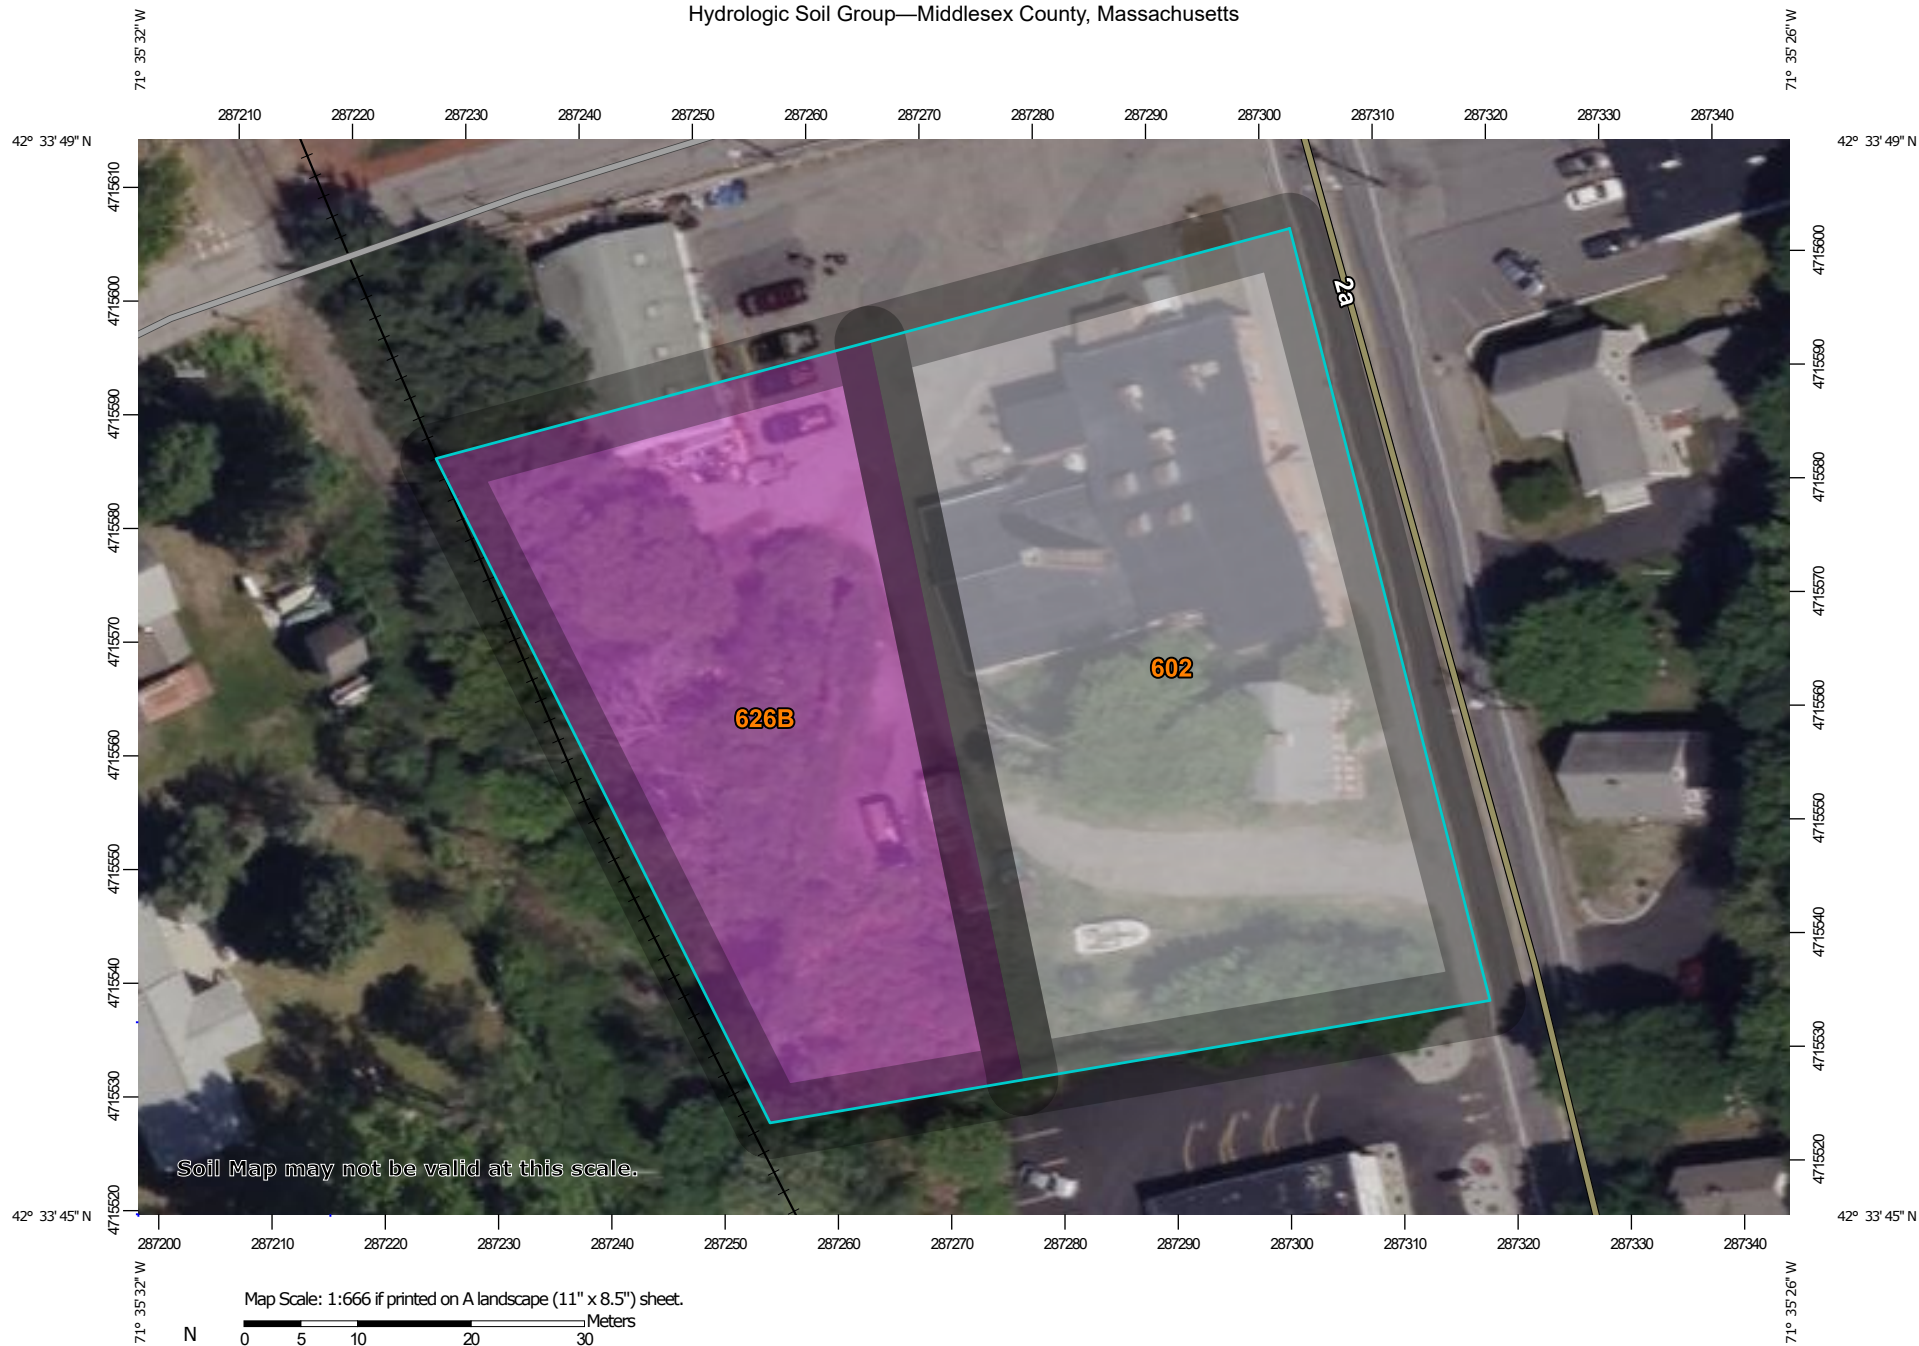 Hydrologic Soil Group—Middlesex County, Massachusetts
71° 35' 32" W
71° 35' 26" W
287210 287220 287230 287240 287250 287260 287270 287280 287290 287300 287310 287320 287330 287340
42° 33' 49" N
42° 33' 49" N
4715610
4715600
4715590
4715580
4715570
4715560
4715550
4715540
4715530
4715520
4715600
4715590
4715580
4715570
4715560
4715550
4715540
4715530
4715520
2a
602
626B
Soil Map may not be valid at this scale.
42° 33' 45" N
42° 33' 45" N
287200 287210 287220 287230 287240 287250 287260 287270 287280 287290 287300 287310 287320 287330 287340
71° 35' 32" W
71° 35' 26" W
Map Scale: 1:666 if printed on A landscape (11" x 8.5") sheet.
Meters
N
0 5 10 20 30